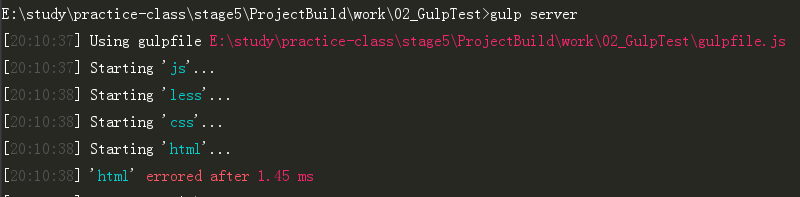 E:\study\practice-class\stage5\ProjectBuild\work\02_GulpTest>gulp server
[20:10:37] Using gulpfile E:\study\practice-class\stage5\ProjectBuild\work\02_GulpTest\gulpfile.js
[20:10:37] Starting 'js'...
[20:10:38] Starting 'less'...
[20:10:38] Starting 'css'...
[20:10:38] Starting 'html'...
[20:10:38] 'html' errored after 1.45 ms